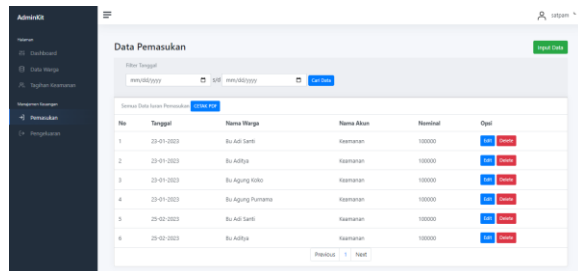 AdminKit
satpam
Halaman
Dashboard
Data Warga
Tagihan Keamanan
Manajemen Keuangan
Pemasukan
Pengeluaran
Data Pemasukan
Input Data
Filter Tanggal
mm/dd/yyyy s/d mm/dd/yyyy Cari Data
Semua Data Iuran Pemasukan CETAK PDF
No Tanggal Nama Warga Nama Akun Nominal Opsi
1 23-01-2023 Bu Adi Santi Keamanan 100000 Edit Delete
2 23-01-2023 Bu Aditya Keamanan 100000 Edit Delete
3 23-01-2023 Bu Agung Koko Keamanan 100000 Edit Delete
4 23-01-2023 Bu Agung Purnama Keamanan 100000 Edit Delete
5 25-02-2023 Bu Adi Santi Keamanan 100000 Edit Delete
6 25-02-2023 Bu Aditya Keamanan 100000 Edit Delete
Previous 1 Next